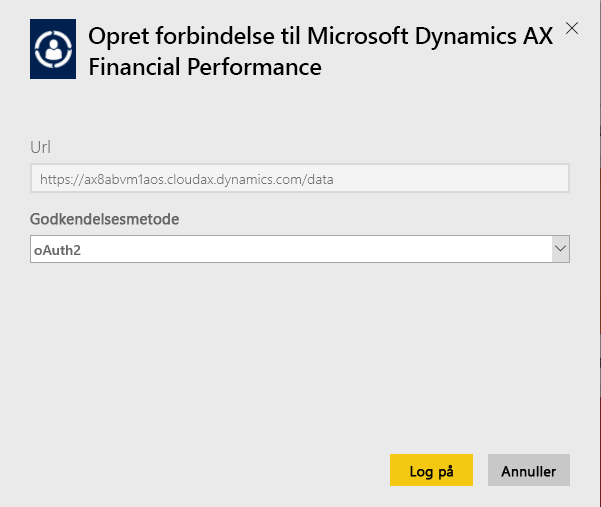 Opret forbindelse til Microsoft Dynamics AX
Financial Performance
Url
https://ax8abvm1aos.cloudax.dynamics.com/data
Godkendelsesmetode
oAuth2
Log på
Annuller